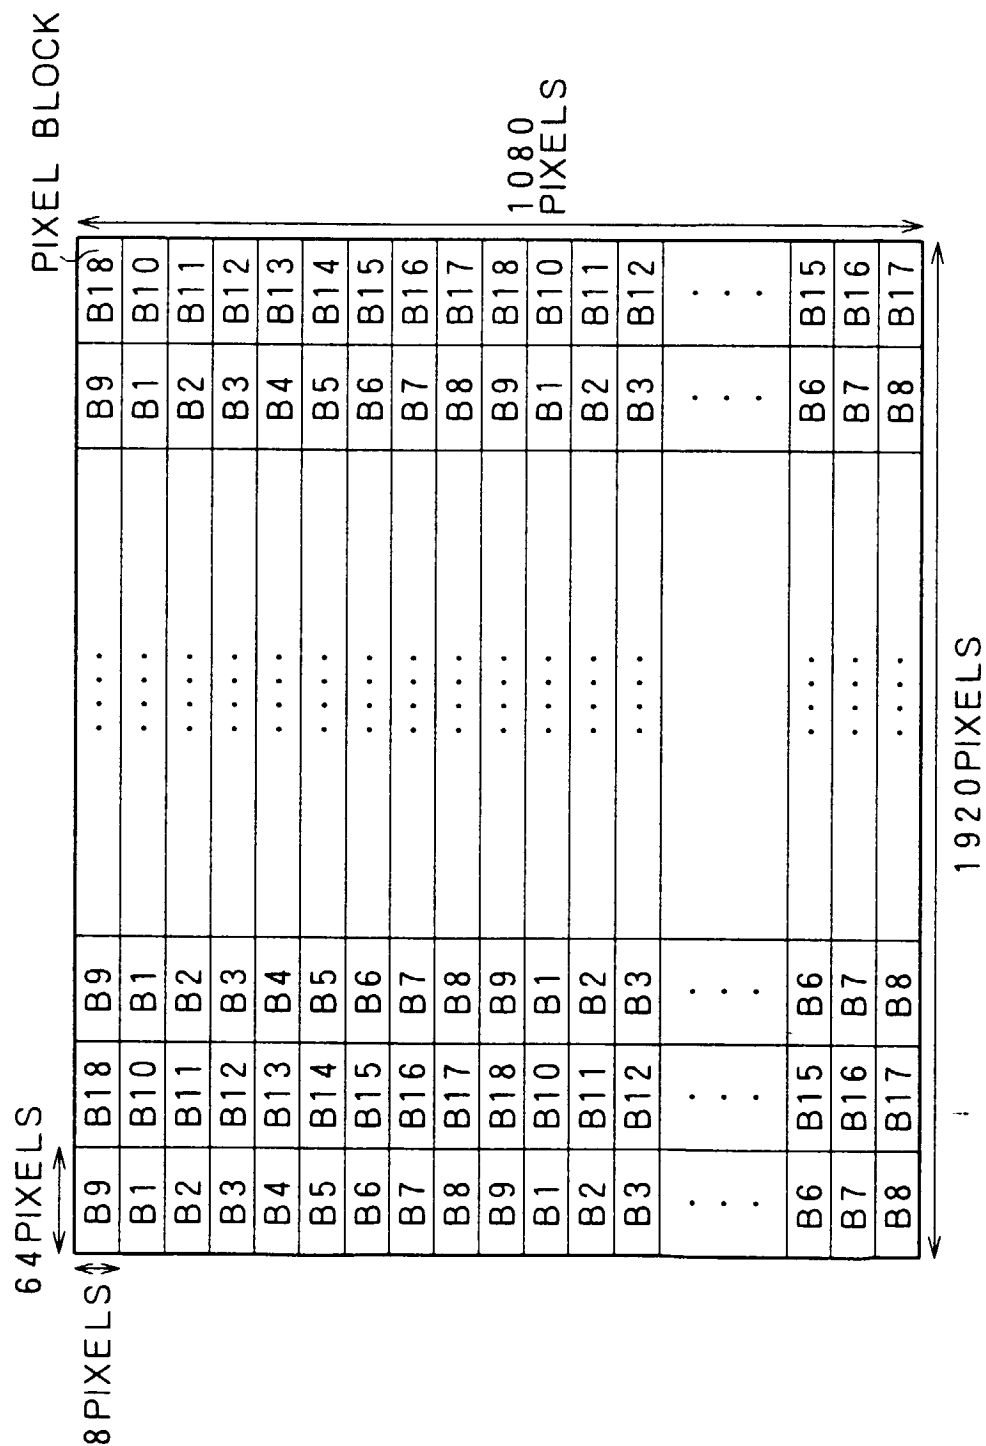 64PIXELS
PIXEL BLOCK
8PIXELS
B9 B18 B9 .... B9 B18
B1 B10 B1 .... B1 B10
B2 B11 B2 .... B2 B11
B3 B12 B3 .... B3 B12
B4 B13 B4 .... B4 B13
B5 B14 B5 .... B5 B14
B6 B15 B6 .... B6 B15
B7 B16 B7 .... B7 B16
B8 B17 B8 .... B8 B17
B9 B18 B9 .... B9 B18
B1 B10 B1 .... B1 B10
B2 B11 B2 .... B2 B11
B3 B12 B3 .... B3 B12
B6 B15 B6 .... B6 B15
B7 B16 B7 .... B7 B16
B8 B17 B8 .... B8 B17
1080
PIXELS
1920PIXELS